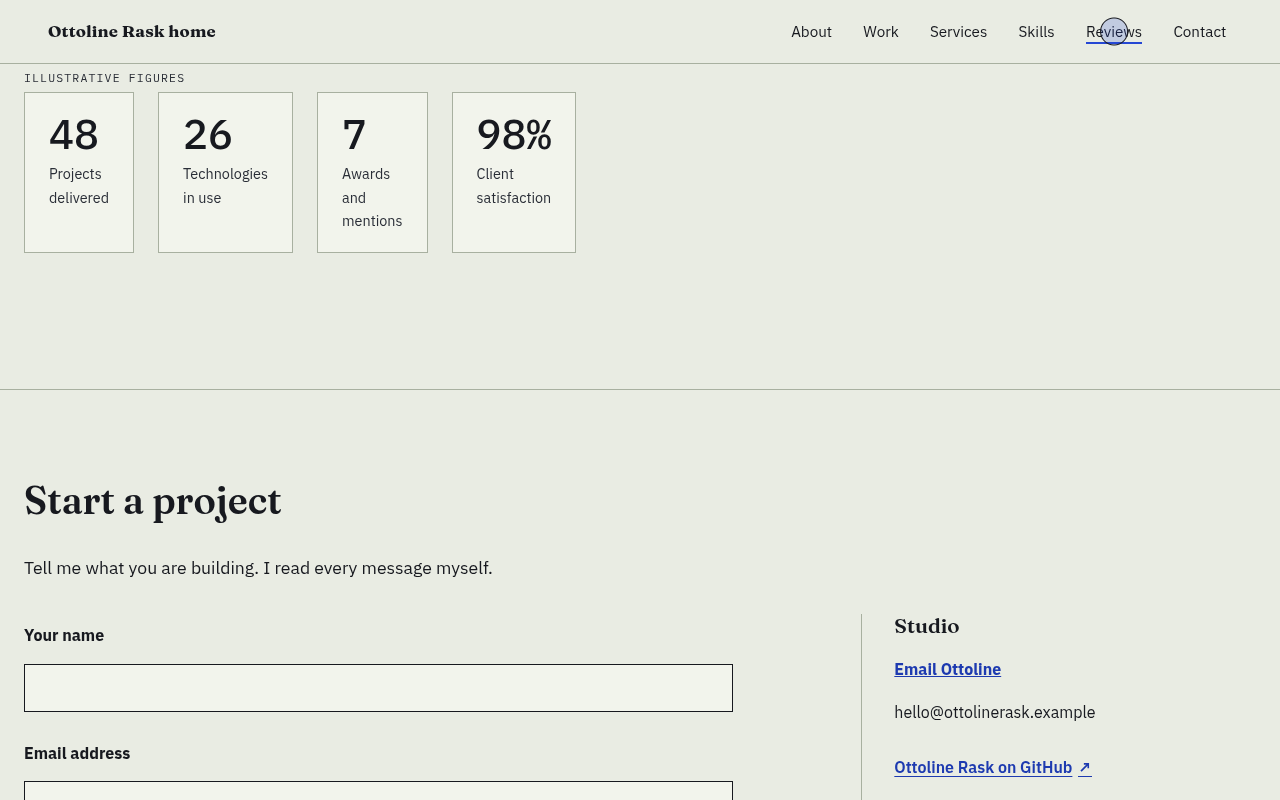 Ottoline Rask home
About
Work
Services
Skills
Reviews
Contact
ILLUSTRATIVE FIGURES
48
Projects
delivered
26
Technologies
in use
7
Awards
and
mentions
98%
Client
satisfaction
Start a project
Tell me what you are building. I read every message myself.
Your name
Email address
Studio
Email Ottoline
hello@ottolinerask.example
Ottoline Rask on GitHub ↗